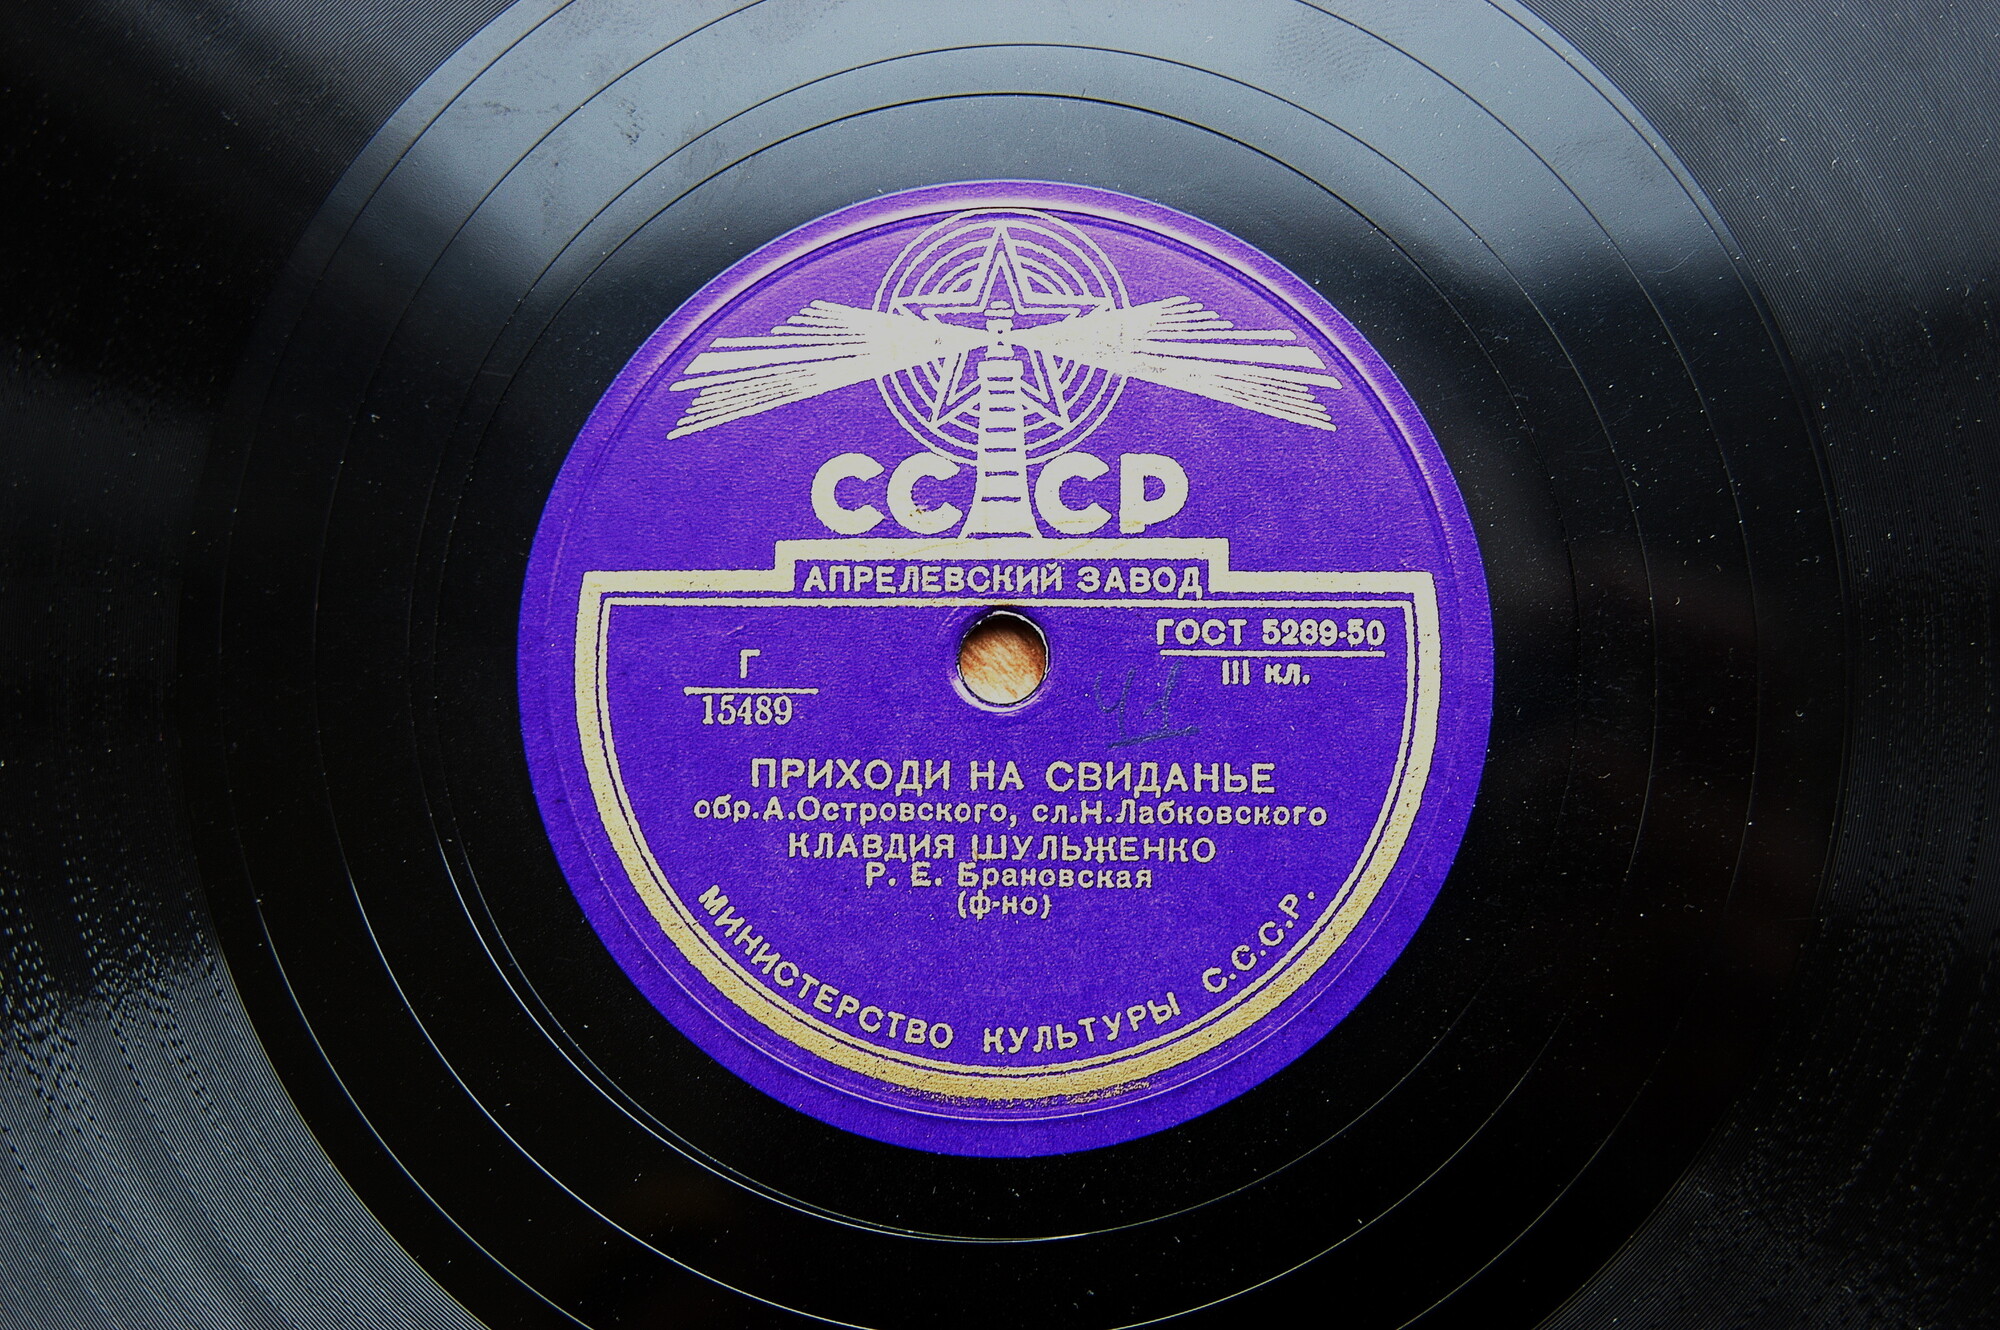 СССР
АПРЕЛЕВСКИЙ ЗАВОД
ГОСТ 5289-50
III кл.
Г
15489
ПРИХОДИ НА СВИДАНЬЕ
обр.А.Островского, сл.Н.Лабковского
КЛАВДИЯ ШУЛЬЖЕНКО
Р. Е. Брановская
(ф-но)
МИНИСТЕРСТВО КУЛЬТУРЫ С.С.С.Р.